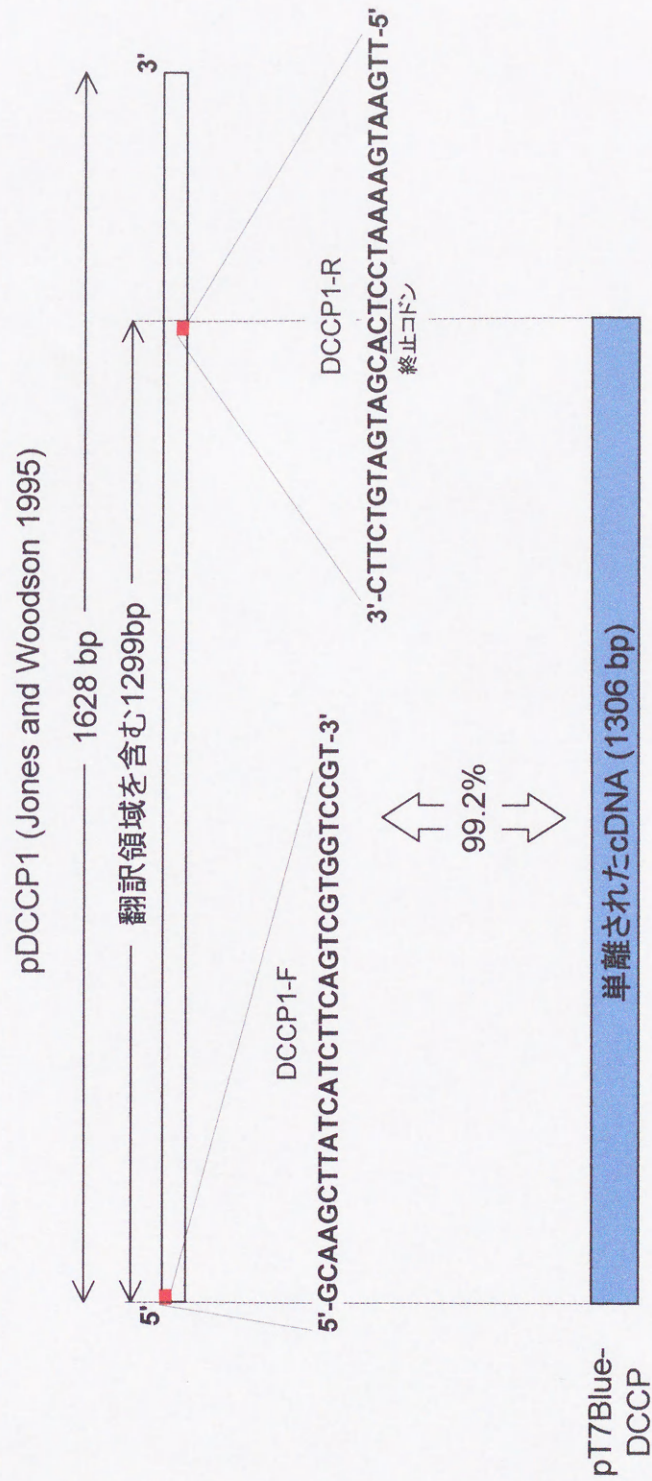 pDCCP1 (Jones and Woodson 1995)
1628 bp
翻訳領域を含む1299bp
5'
3'
DCCP1-F
5'-GCAAGCTTATCATCTTCAGTCGTGGTCCGT-3'
DCCP1-R
3'-CTTCTGTAGTAGCACTCCTAAAAGTAAGTT-5'
終止コドン
99.2%
単離されたcDNA (1306 bp)
pT7Blue-
DCCP